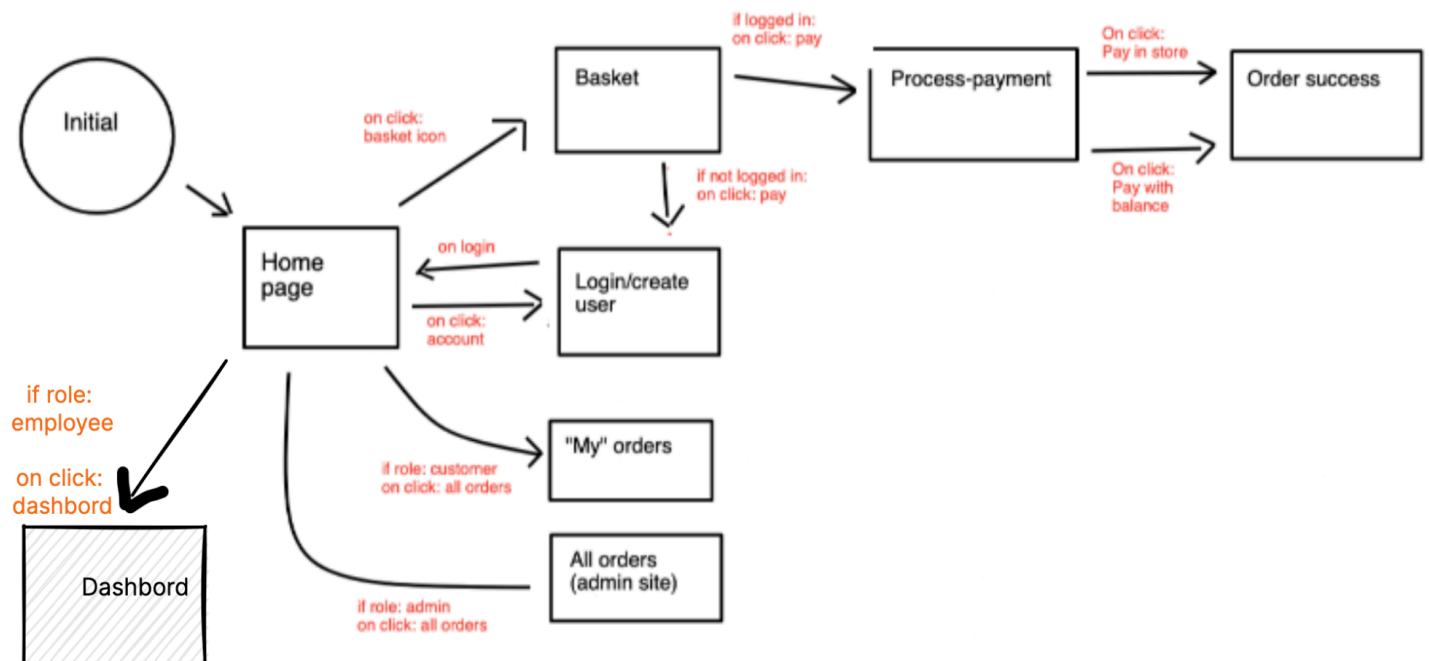 Initial
Home
page
on click:
basket icon
Basket
if logged in:
on click: pay
Process-payment
On click:
Pay in store
On click:
Pay with
balance
Order success
if not logged in:
on click: pay
Login/create
user
on login
on click:
account
if role: customer
on click: all orders
"My" orders
if role: admin
on click: all orders
All orders
(admin site)
if role:
employee
on click:
dashbord
Dashbord